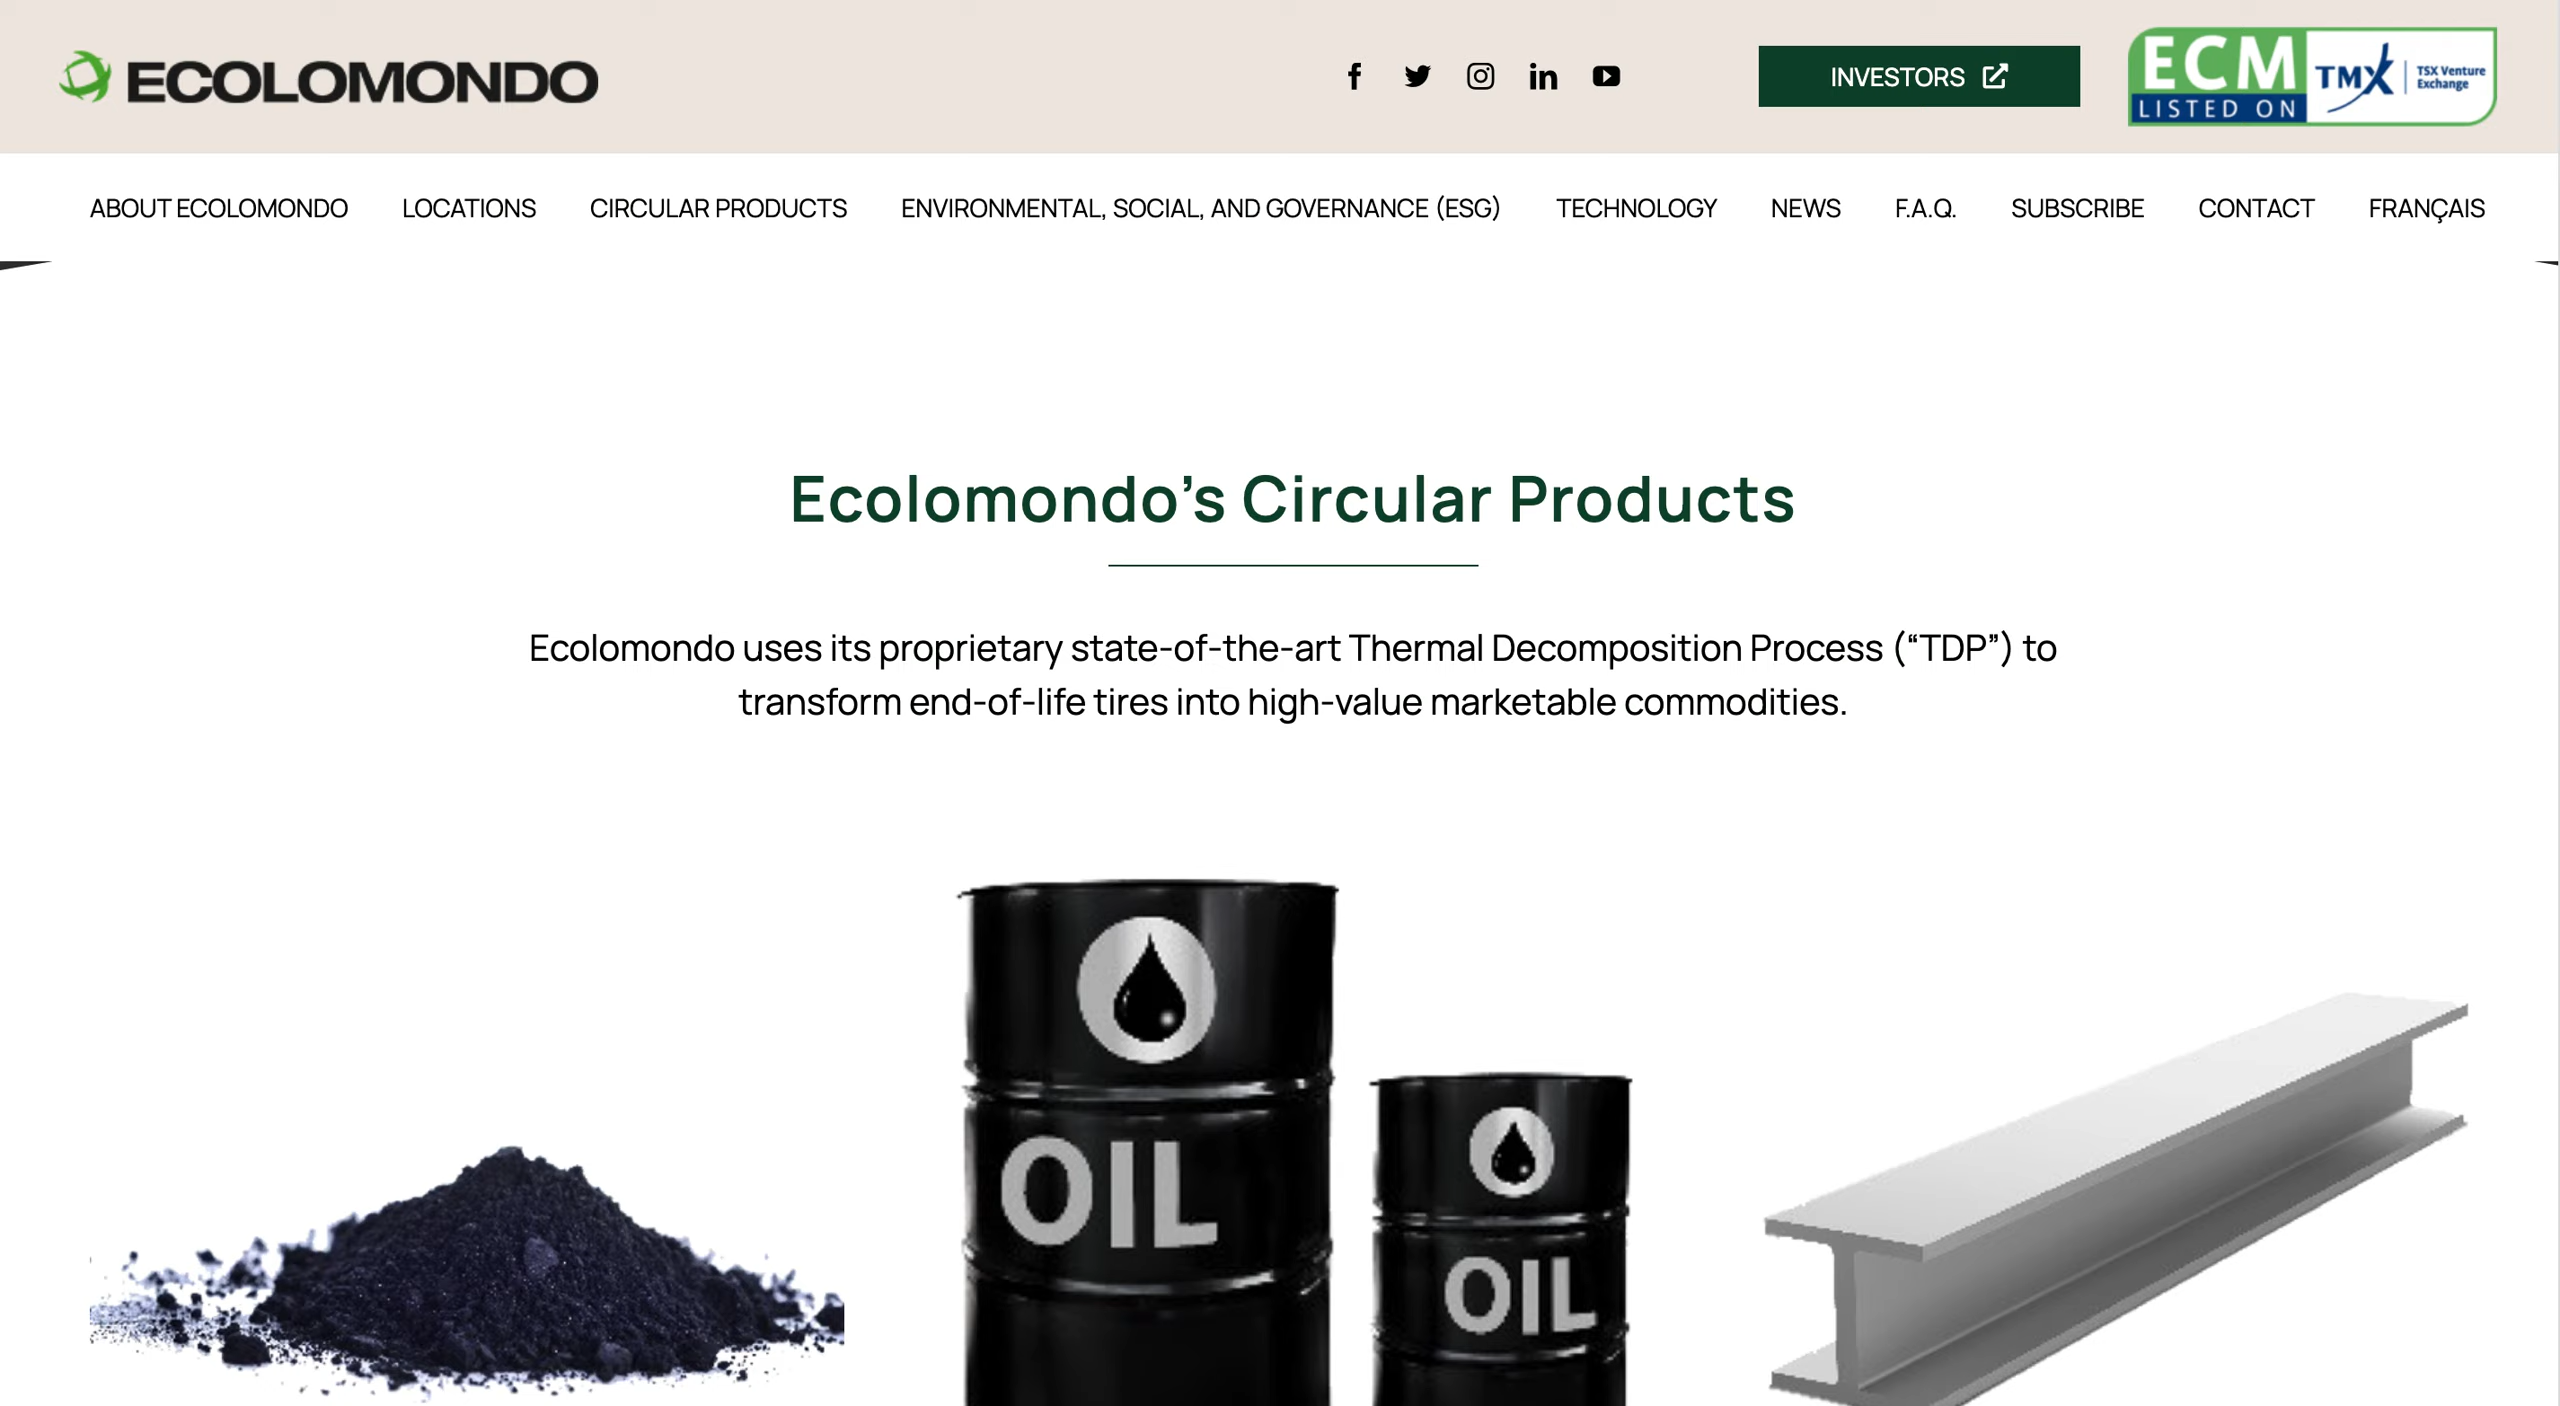 ECOLOMONDO
INVESTORS
ECM
LISTED ON
TMX
TSX Venture
Exchange
ABOUT ECOLOMONDO
LOCATIONS
CIRCULAR PRODUCTS
ENVIRONMENTAL, SOCIAL, AND GOVERNANCE (ESG)
TECHNOLOGY
NEWS
F.A.Q.
SUBSCRIBE
CONTACT
FRANÇAIS
Ecolomondo’s Circular Products
Ecolomondo uses its proprietary state-of-the-art Thermal Decomposition Process (“TDP”) to
transform end-of-life tires into high-value marketable commodities.
OIL
OIL